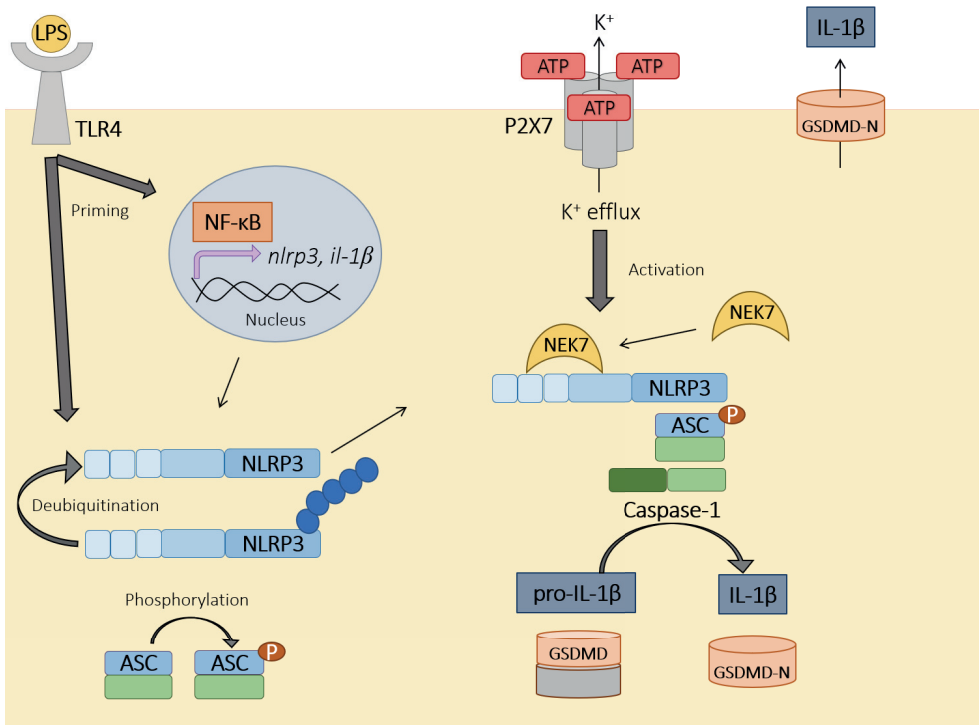 LPS
TLR4
Priming
NF-κB
nlrp3, il-1β
Nucleus
NLRP3
Deubiquitination
NLRP3
Phosphorylation
ASC
ASC
P
K⁺
ATP
ATP
ATP
P2X7
K⁺ efflux
Activation
NEK7
NEK7
NLRP3
ASC
P
Caspase-1
pro-IL-1β
IL-1β
GSDMD
GSDMD-N
IL-1β
GSDMD-N